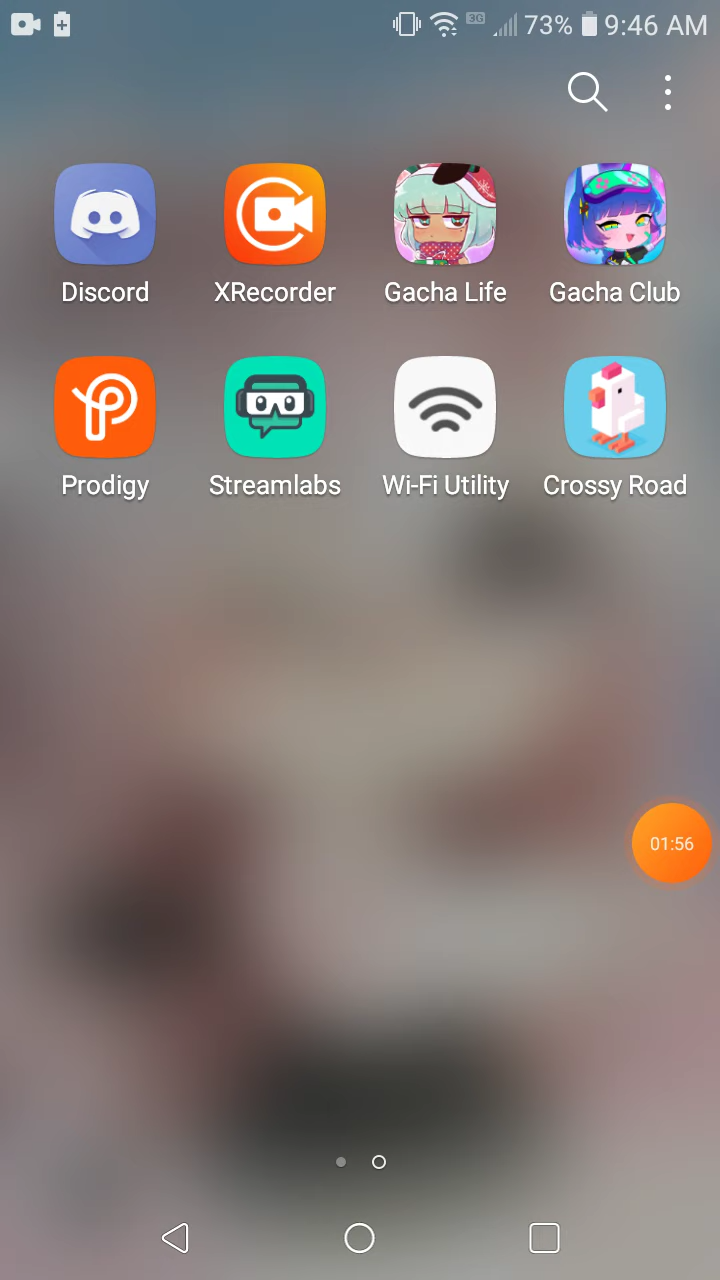 3G 73% 9:46 AM
Discord XRecorder Gacha Life Gacha Club
Prodigy Streamlabs Wi-Fi Utility Crossy Road
01:56